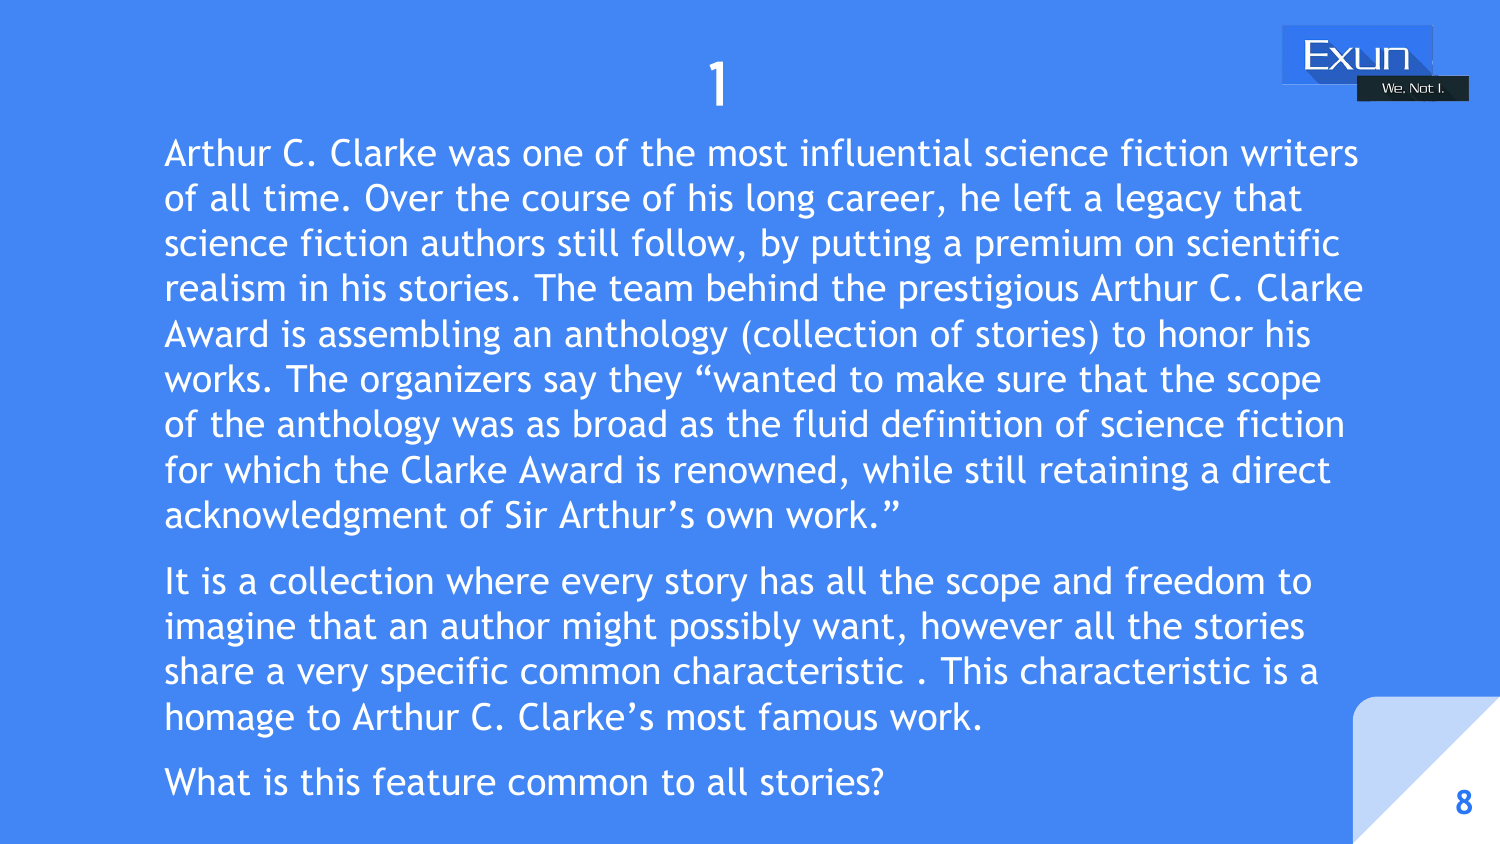 1
Exun
We, Not I.
Arthur C. Clarke was one of the most influential science fiction writers
of all time. Over the course of his long career, he left a legacy that
science fiction authors still follow, by putting a premium on scientific
realism in his stories. The team behind the prestigious Arthur C. Clarke
Award is assembling an anthology (collection of stories) to honor his
works. The organizers say they “wanted to make sure that the scope
of the anthology was as broad as the fluid definition of science fiction
for which the Clarke Award is renowned, while still retaining a direct
acknowledgment of Sir Arthur’s own work.”
It is a collection where every story has all the scope and freedom to
imagine that an author might possibly want, however all the stories
share a very specific common characteristic . This characteristic is a
homage to Arthur C. Clarke’s most famous work.
What is this feature common to all stories?
8